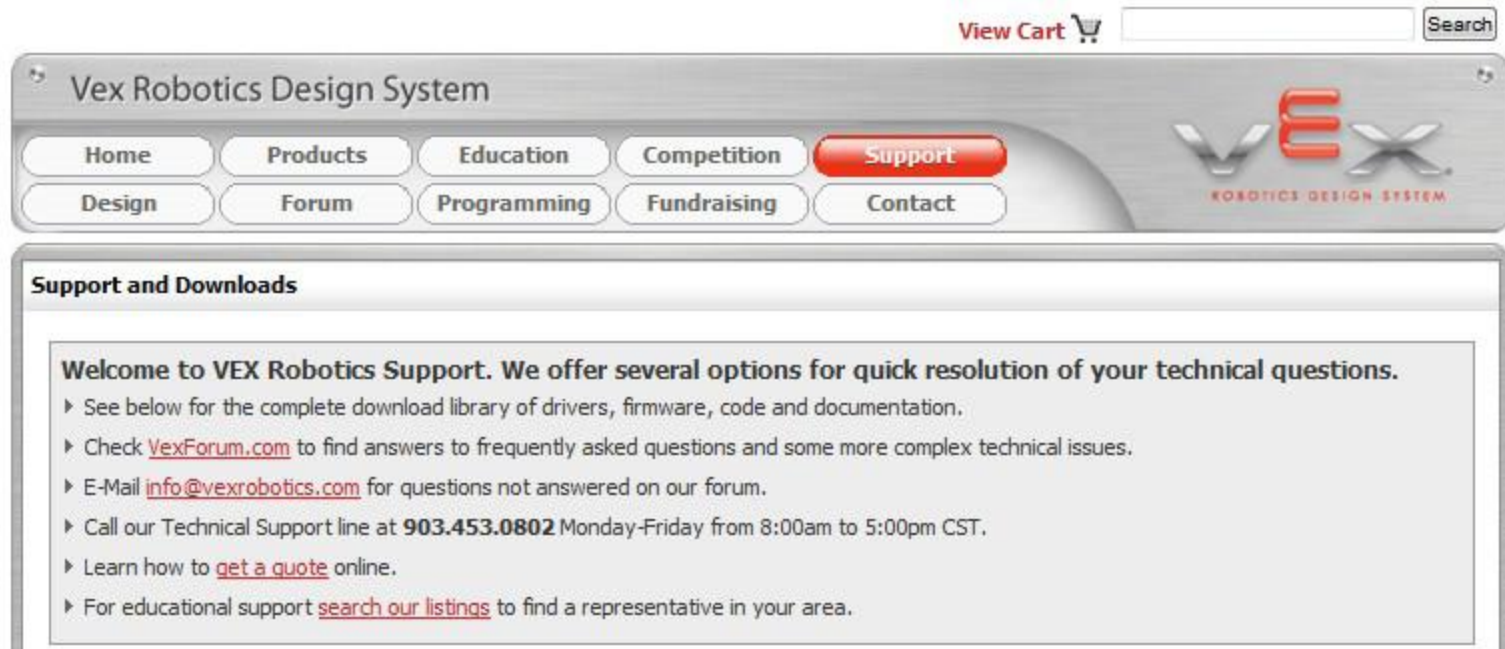 View Cart
Search
Vex Robotics Design System
Home Products Education Competition Support
Design Forum Programming Fundraising Contact
VEX
ROBOTICS DESIGN SYSTEM
Support and Downloads
Welcome to VEX Robotics Support. We offer several options for quick resolution of your technical questions.
See below for the complete download library of drivers, firmware, code and documentation.
Check VexForum.com to find answers to frequently asked questions and some more complex technical issues.
E-Mail info@vexrobotics.com for questions not answered on our forum.
Call our Technical Support line at 903.453.0802 Monday-Friday from 8:00am to 5:00pm CST.
Learn how to get a quote online.
For educational support search our listings to find a representative in your area.